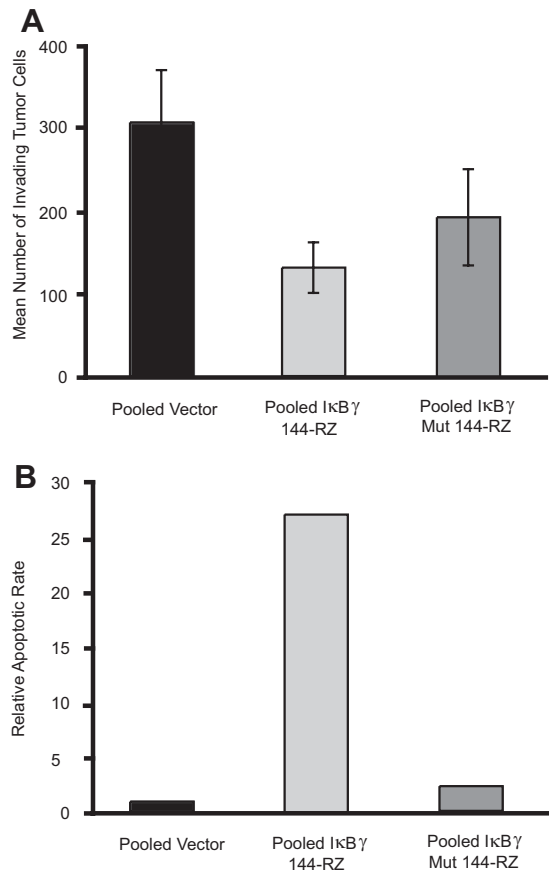 A
Mean Number of Invading Tumor Cells
400
300
200
100
0
Pooled Vector
Pooled IκBγ
144-RZ
Pooled IκBγ
Mut 144-RZ
B
Relative Apoptotic Rate
30
25
20
15
10
5
0
Pooled Vector
Pooled IκBγ
144-RZ
Pooled IκBγ
Mut 144-RZ